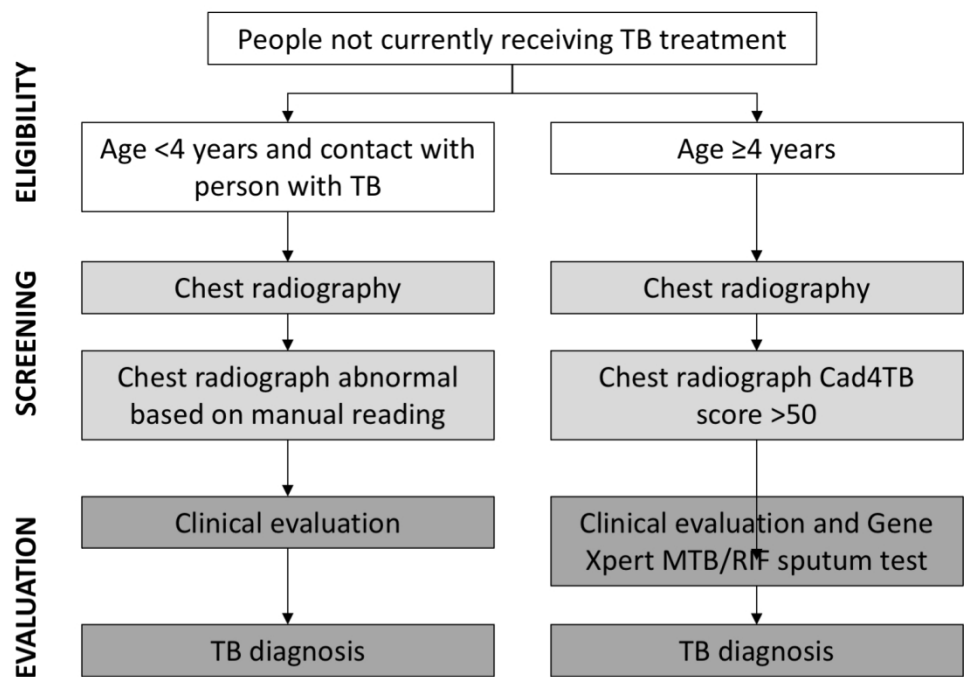 People not currently receiving TB treatment
ELIGIBILITY
Age <4 years and contact with
person with TB
Age ≥4 years
SCREENING
Chest radiography
Chest radiography
Chest radiograph abnormal
based on manual reading
Chest radiograph Cad4TB
score >50
EVALUATION
Clinical evaluation
Clinical evaluation and Gene
Xpert MTB/RIF sputum test
TB diagnosis
TB diagnosis